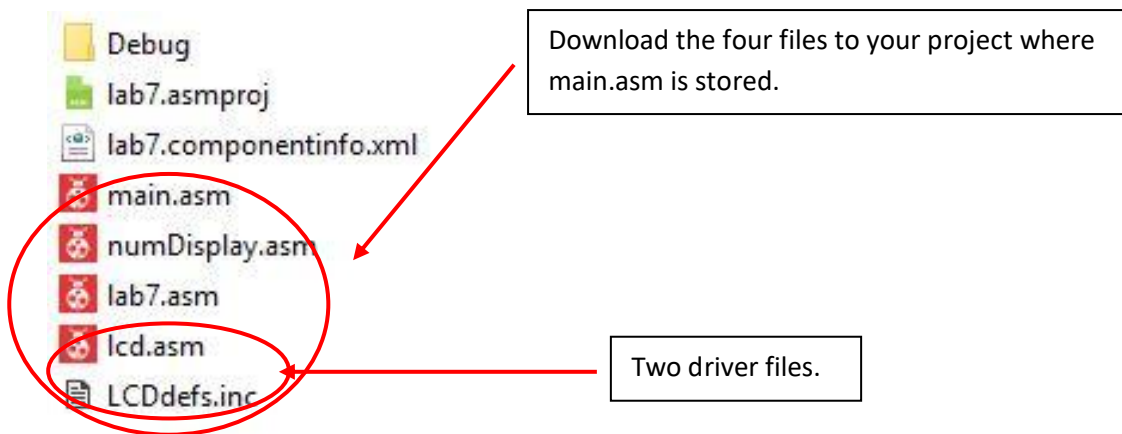 Debug
lab7.asmproj
lab7.componentinfo.xml
main.asm
numDisplay.asm
lab7.asm
lcd.asm
LCDdefs.inc
Download the four files to your project where
main.asm is stored.
Two driver files.